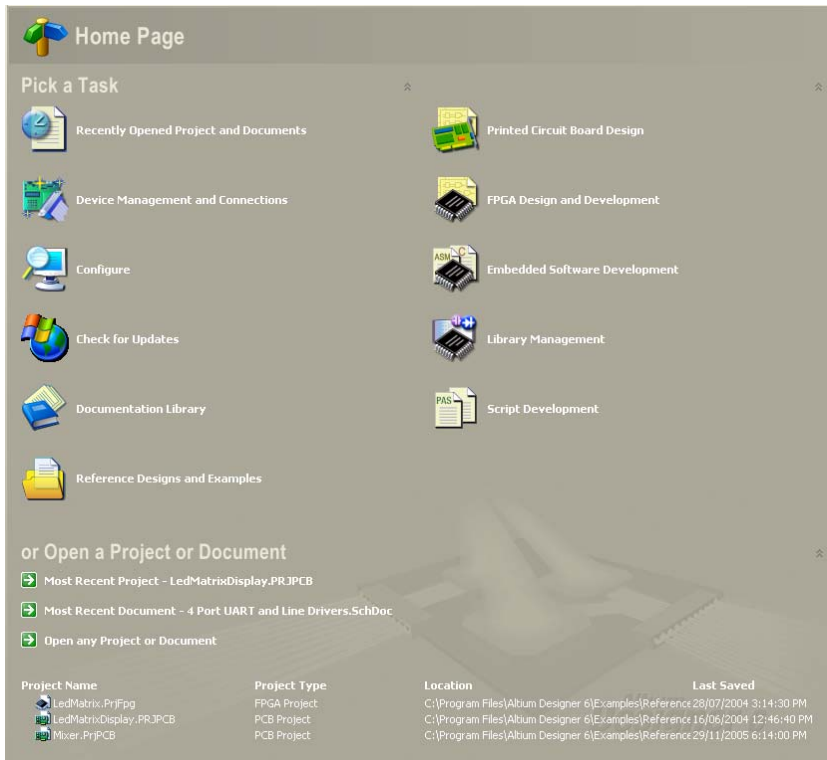 Home Page
Pick a Task
Recently Opened Project and Documents
Printed Circuit Board Design
Device Management and Connections
FPGA Design and Development
Configure
ASM C
Embedded Software Development
Check for Updates
Library Management
Documentation Library
PAS
Script Development
Reference Designs and Examples
or Open a Project or Document
Most Recent Project - LedMatrixDisplay.PRJPCB
Most Recent Document - 4 Port UART and Line Drivers.SchDoc
Open any Project or Document
Project Name Project Type Location Last Saved
LedMatrix.PrjFpg FPGA Project C:\Program Files\Altium Designer 6\Examples\Reference 28/07/2004 3:14:30 PM
LedMatrixDisplay.PRJPCB PCB Project C:\Program Files\Altium Designer 6\Examples\Reference 16/06/2004 12:46:40 PM
Mixer.PrjPCB PCB Project C:\Program Files\Altium Designer 6\Examples\Reference 29/11/2005 6:14:00 PM